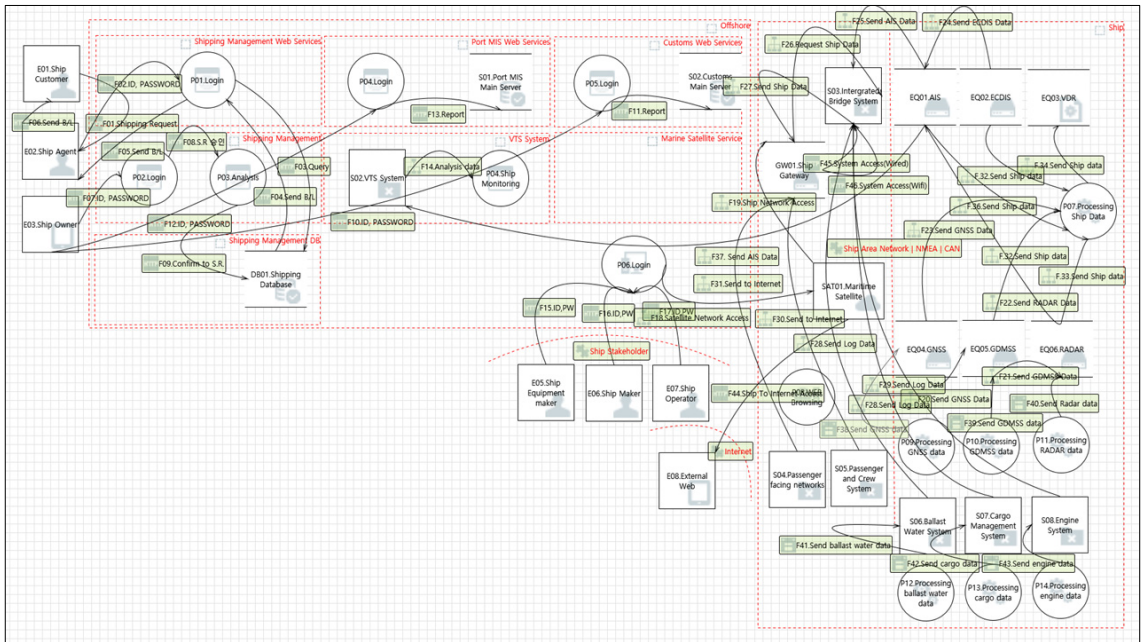 F25.Send AIS Data
F24.Send ECDIS Data
Offshore
Ship
Shipping Management Web Services
Port MIS Web Services
Customs Web Services
F26.Request Ship Data
E01.Ship
Customer
P01.Login
P04.Login
S01.Port MIS
Main Server
P05.Login
S02.Customs
Main Server
F27.Send Ship Data
S03.Intergrated
Bridge System
EQ01.AIS
EQ02.ECDIS
EQ03.VDR
F02.ID, PASSWORD
F13.Report
F11.Report
F06.Send B/L
F01.Shipping Request
E02.Ship Agent
F05.Send B/L
F08.S.R 승인
Shipping Management
VTS System
Marine Satellite Service
P02.Login
P03.Analysis
F03.Query
S02.VTS System
F14.Analysis data
P04.Ship
Monitoring
GW01.Ship
Gateway
F45.System Access(Wired)
F46.System Access(Wifi)
F.34.Send Ship data
F.32.Send Ship data
F07.ID, PASSWORD
F04.Send B/L
F19.Ship Network Access
F.36.Send Ship data
P07.Processing
Ship Data
E03.Ship Owner
F12.ID, PASSWORD
F10.ID, PASSWORD
F23.Send GNSS Data
Shipping Management DB
Ship Area Network | NMEA | CAN
F09.Confirm to S.R.
DB01.Shipping
Database
P06.Login
F37. Send AIS Data
F.32.Send Ship data
F.33.Send Ship data
F31.Send to Internet
SAT01.Maritime
Satellite
F22.RADAR Data
F15.ID,PW
F16.ID,PW
F17.ID,PW
F18.Satellete Network Access
F30.Send to Internet
F28.Send Log Data
EQ04.GNSS
EQ05.GDMSS
EQ06.RADAR
Ship Stakeholder
E05.Ship
Equipment
maker
E06.Ship Maker
E07.Ship
Operator
F44.Ship To Internet Access
Browsing
F29.Send Log Data
F21.Send GDMSS Data
F28.Send Log Data
F20.Send GNSS Data
F40.Send Radar data
F38.Send GNSS data
F39.Send GDMSS data
P09.Processing
GNSS data
P10.Processing
GDMSS data
P11.Processing
RADAR data
Internet
E08.External
Web
S04.Passenger
facing networks
S05.Passenger
and Crew
System
S06.Ballast
Water System
S07.Cargo
Management
System
S08.Engine
System
F41.Send ballast water data
F42.Send cargo data
F43.Send engine data
P12.Processing
ballast water
data
P13.Processing
cargo data
P14.Processing
engine data